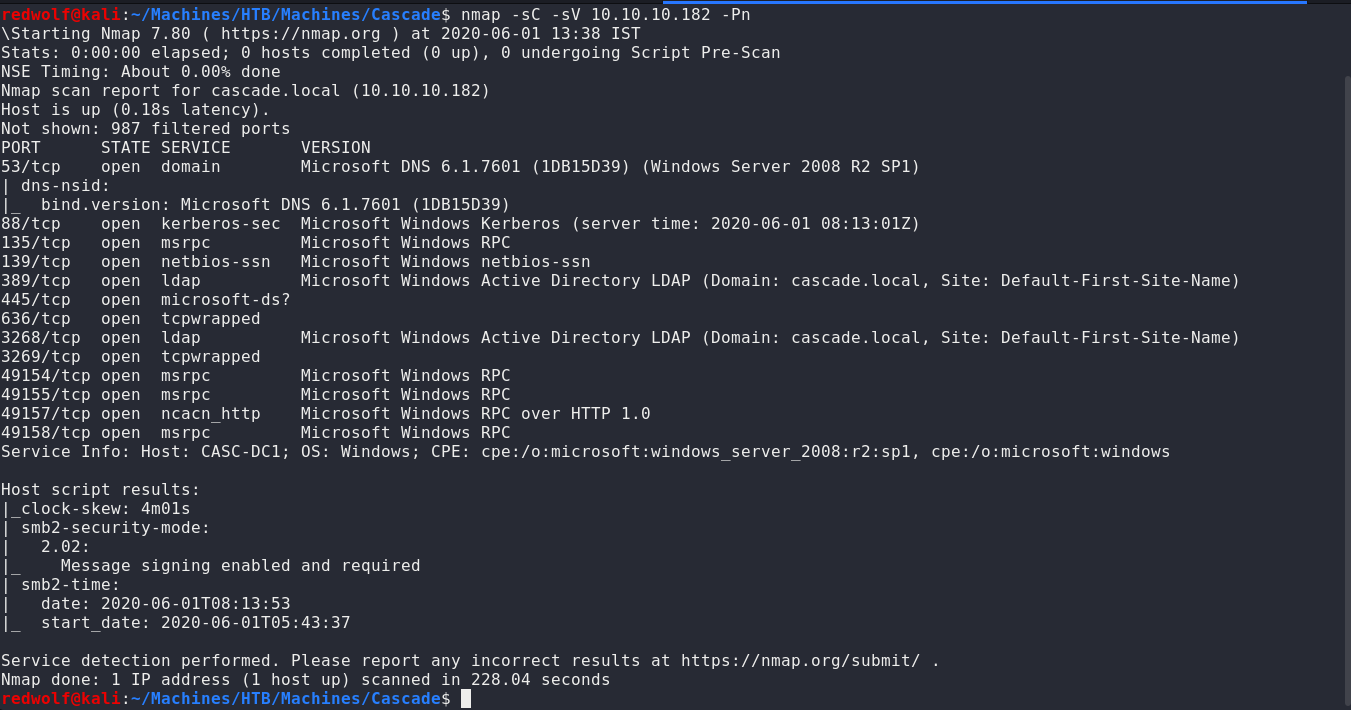 redwolf@kali:~/Machines/HTB/Machines/Cascade$ nmap -sC -sV 10.10.10.182 -Pn
\Starting Nmap 7.80 ( https://nmap.org ) at 2020-06-01 13:38 IST
Stats: 0:00:00 elapsed; 0 hosts completed (0 up), 0 undergoing Script Pre-Scan
NSE Timing: About 0.00% done
Nmap scan report for cascade.local (10.10.10.182)
Host is up (0.18s latency).
Not shown: 987 filtered ports
PORT      STATE SERVICE       VERSION
53/tcp    open  domain        Microsoft DNS 6.1.7601 (1DB15D39) (Windows Server 2008 R2 SP1)
| dns-nsid:
|_  bind.version: Microsoft DNS 6.1.7601 (1DB15D39)
88/tcp    open  kerberos-sec  Microsoft Windows Kerberos (server time: 2020-06-01 08:13:01Z)
135/tcp   open  msrpc         Microsoft Windows RPC
139/tcp   open  netbios-ssn   Microsoft Windows netbios-ssn
389/tcp   open  ldap          Microsoft Windows Active Directory LDAP (Domain: cascade.local, Site: Default-First-Site-Name)
445/tcp   open  microsoft-ds?
636/tcp   open  tcpwrapped
3268/tcp  open  ldap          Microsoft Windows Active Directory LDAP (Domain: cascade.local, Site: Default-First-Site-Name)
3269/tcp  open  tcpwrapped
49154/tcp open  msrpc         Microsoft Windows RPC
49155/tcp open  msrpc         Microsoft Windows RPC
49157/tcp open  ncacn_http    Microsoft Windows RPC over HTTP 1.0
49158/tcp open  msrpc         Microsoft Windows RPC
Service Info: Host: CASC-DC1; OS: Windows; CPE: cpe:/o:microsoft:windows_server_2008:r2:sp1, cpe:/o:microsoft:windows

Host script results:
|_clock-skew: 4m01s
| smb2-security-mode:
|   2.02:
|_    Message signing enabled and required
| smb2-time:
|   date: 2020-06-01T08:13:53
|_  start_date: 2020-06-01T05:43:37

Service detection performed. Please report any incorrect results at https://nmap.org/submit/ .
Nmap done: 1 IP address (1 host up) scanned in 228.04 seconds
redwolf@kali:~/Machines/HTB/Machines/Cascade$